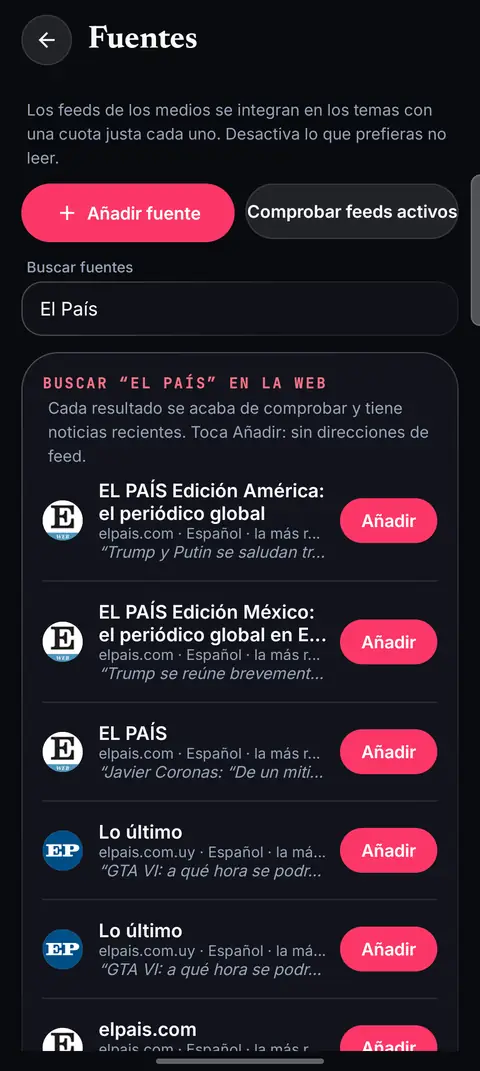 Fuentes
Los feeds de los medios se integran en los temas con
una cuota justa cada uno. Desactiva lo que prefieras no
leer.
+ Añadir fuente
Comprobar feeds activos
Buscar fuentes
El País
BUSCAR “EL PAÍS” EN LA WEB
Cada resultado se acaba de comprobar y tiene
noticias recientes. Toca Añadir: sin direcciones de
feed.
EL PAÍS Edición América:
el periódico global
elpais.com · Español · la más r...
“Trump y Putin se saludan tr...
Añadir
EL PAÍS Edición México:
el periódico global en E...
elpais.com · Español · la más r...
“Trump se reúne brevement...
Añadir
EL PAÍS
elpais.com · Español · la más r...
“Javier Coronas: “De un miti...
Añadir
Lo último
elpais.com.uy · Español · la má...
“GTA VI: a qué hora se podr...
Añadir
Lo último
elpais.com.uy · Español · la má...
“GTA VI: a qué hora se podr...
Añadir
elpais.com
elpais.com · Español · la más r...
Añadir